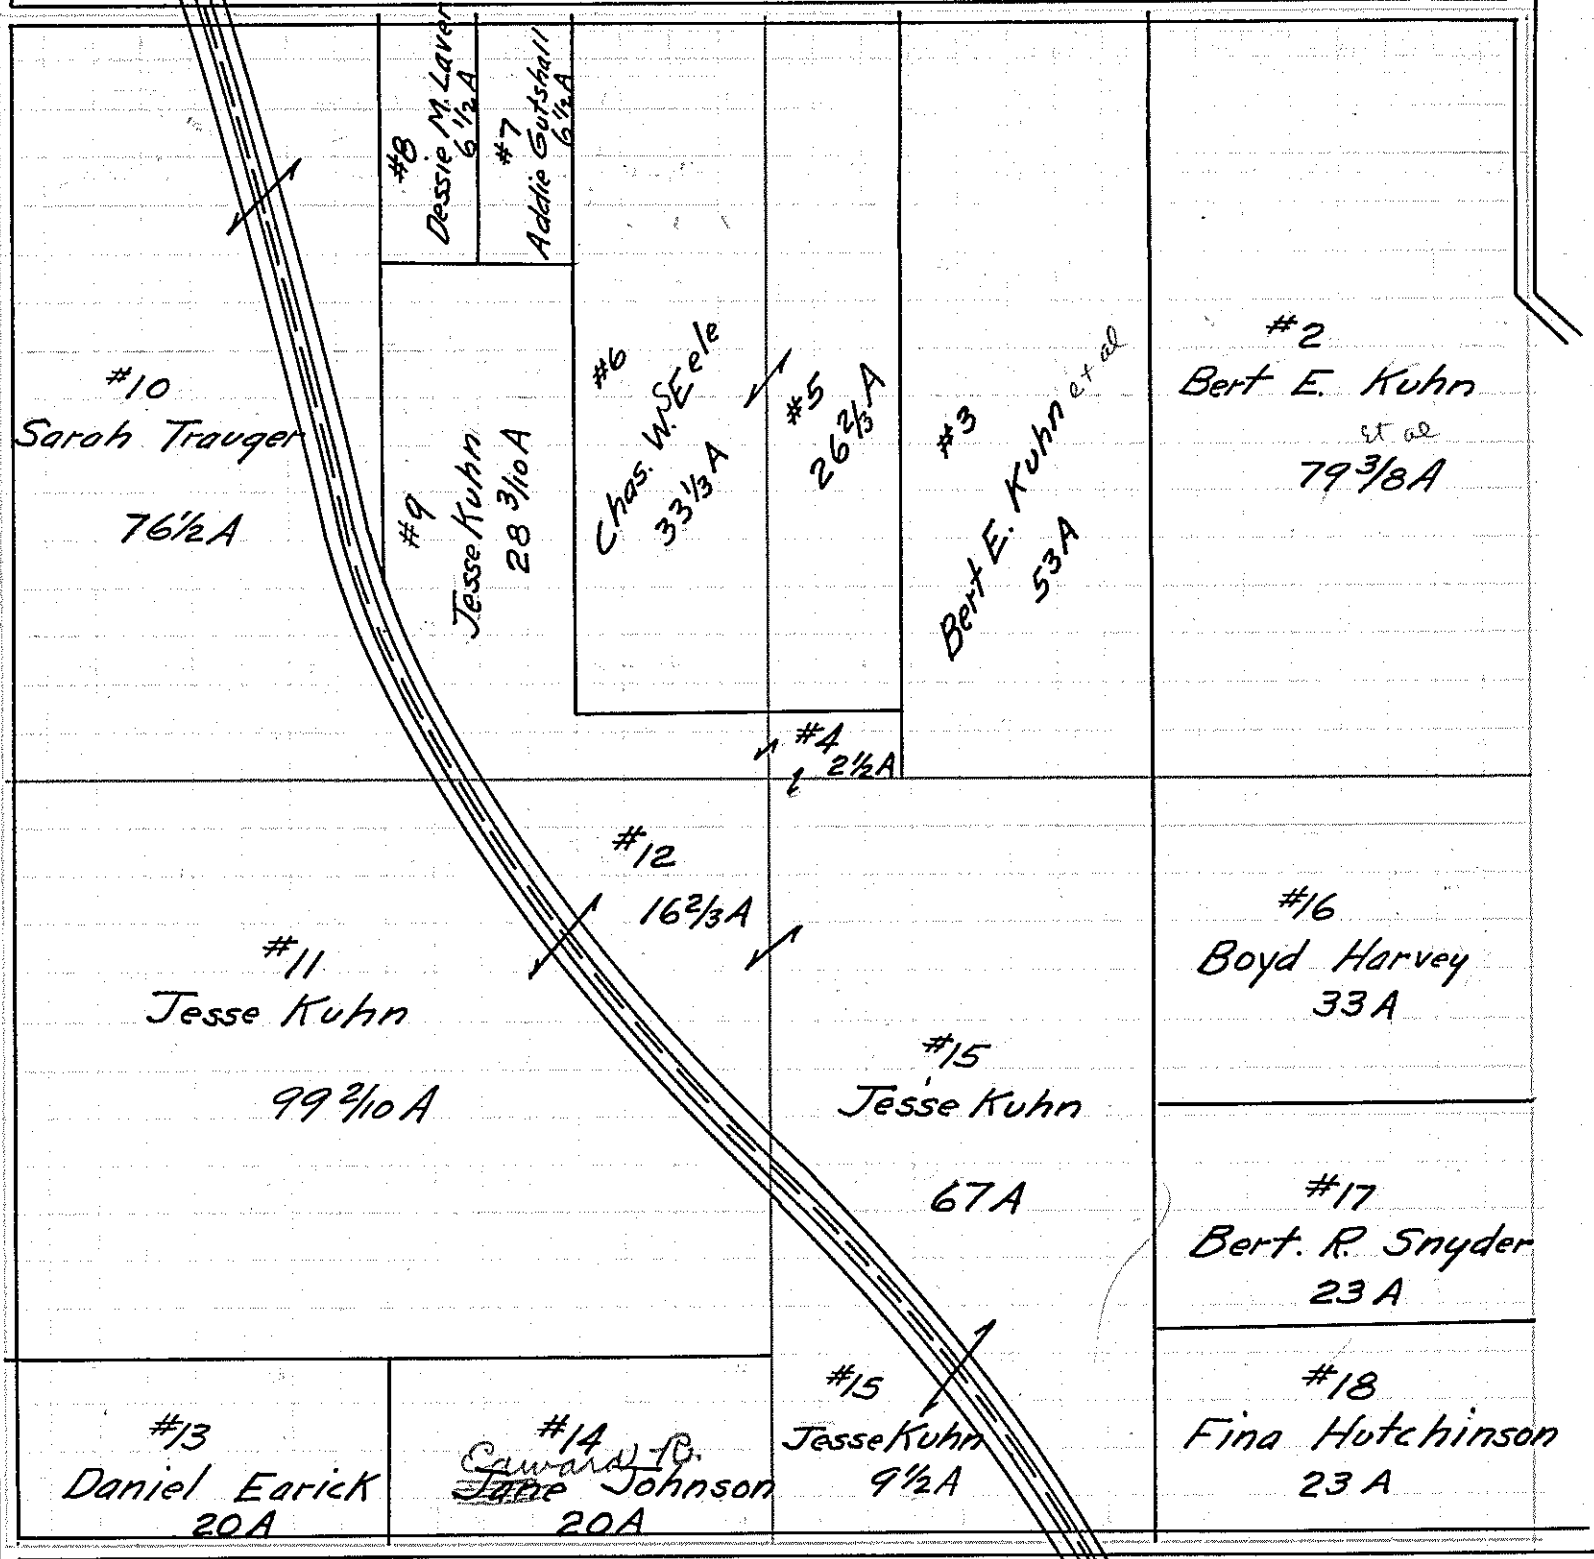 #8
Dessie M. Laver
6 1/2 A
#7
Addie Gutshall
6 1/2 A
#10
Sarah Trauger
76 1/2 A
#9
Jesse Kuhn
28 3/10 A
#6
Chas. W. Seele
33 1/3 A
#5
26 2/3 A
#3
Bert E. Kuhn et al
53 A
#2
Bert E. Kuhn
et al
79 3/8 A
#4
2 1/2 A
#12
16 2/3 A
#11
Jesse Kuhn
99 2/10 A
#15
Jesse Kuhn
67 A
#16
Boyd Harvey
33 A
#17
Bert. R. Snyder
23 A
#13
Daniel Earick
20 A
#14
Edward R.
Jane Johnson
20 A
#15
Jesse Kuhn
9 1/2 A
#18
Fina Hutchinson
23 A